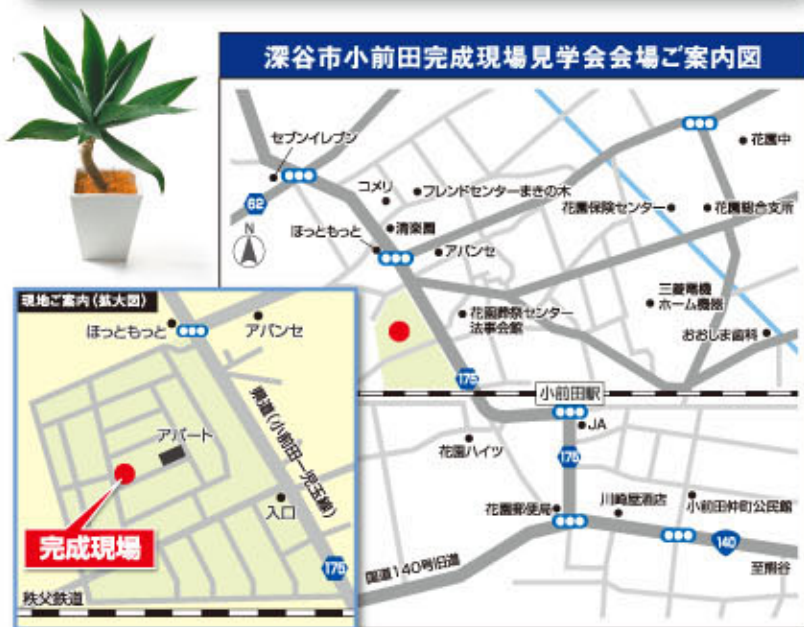 深谷市小前田完成現場見学会会場ご案内図
セブンイレブン
花園中
コメリ
フレンドセンターまきの木
62
N
清楽園
花園保険センター
花園総合支所
ほっともっと
アバンセ
三菱電機
ホーム機器
花園葬祭センター
法事会館
おおしま歯科
175
小前田駅
JA
花園ハイツ
175
花園郵便局
川崎屋酒店
小前田仲町公民館
140
国道140号旧道
至熊谷
現地ご案内(拡大図)
ほっともっと
アバンセ
県道(小前田一児玉線)
アパート
入口
完成現場
175
秩父鉄道